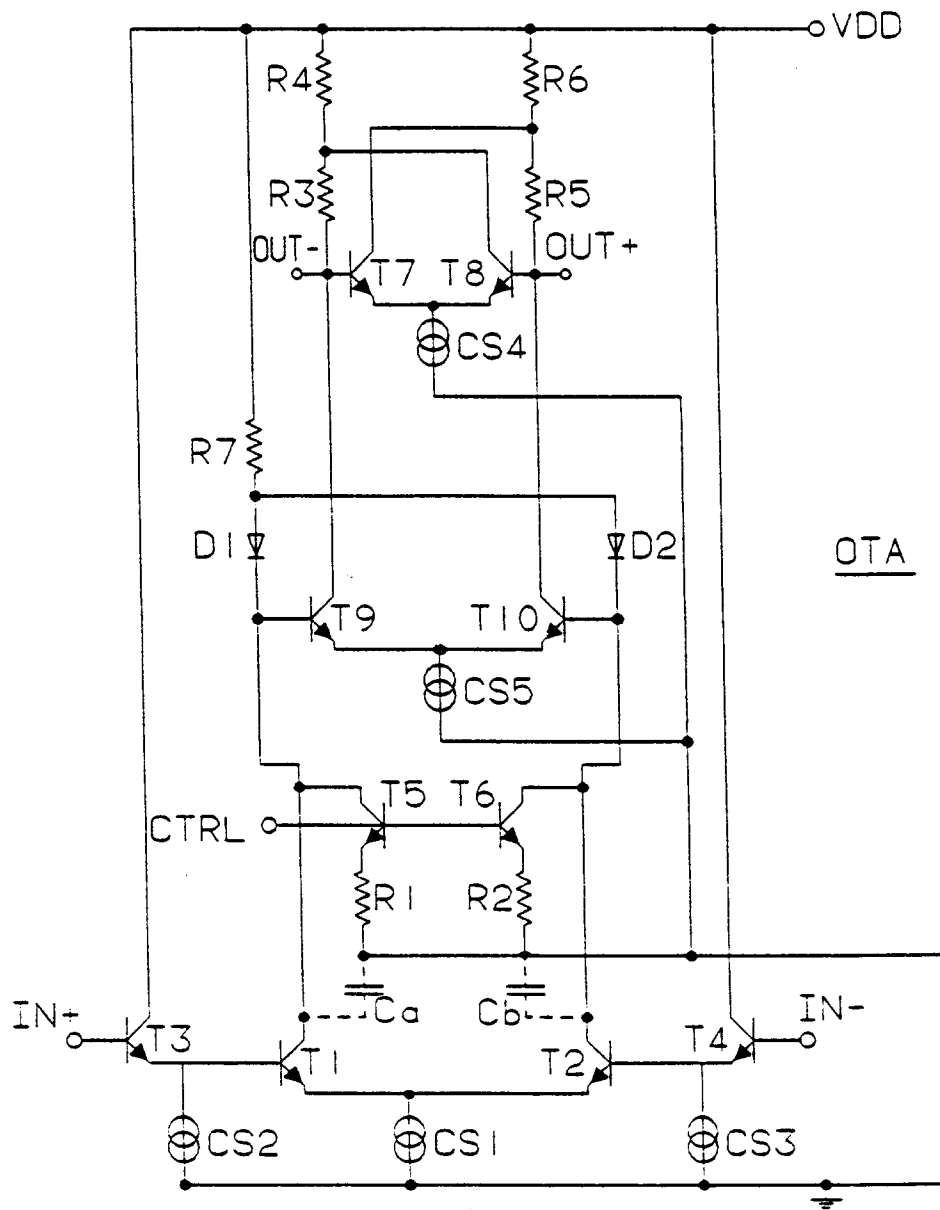 VDD
R4
R6
R3
R5
OUT-
OUT+
T7
T8
CS4
R7
D1
D2
OTA
T9
T10
CS5
T5
T6
CTRL
R1
R2
Ca
Cb
IN+
IN-
T3
T1
T2
T4
CS2
CS1
CS3